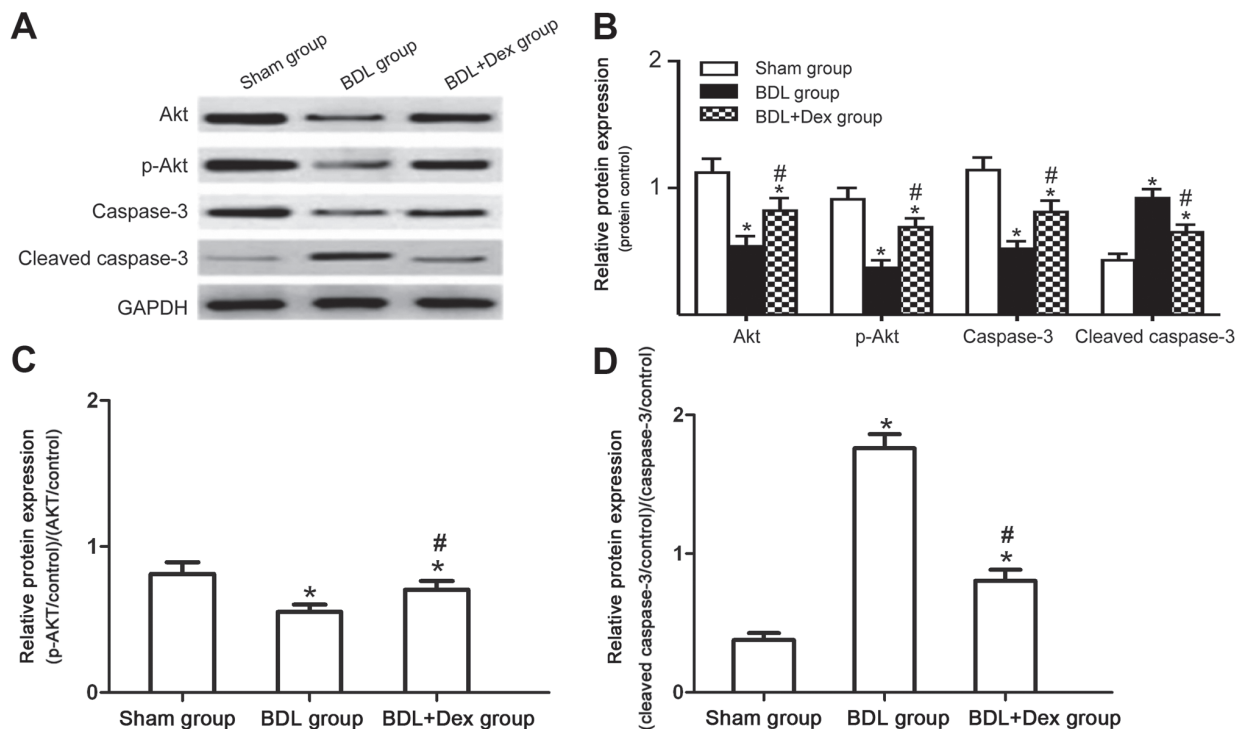 A
Sham group
BDL group
BDL+Dex group
Akt
p-Akt
Caspase-3
Cleaved caspase-3
GAPDH
B
Relative protein expression
(protein control)
2
1
Sham group
BDL group
BDL+Dex group
*
#
*
*
#
*
*
#
*
*
#
*
Akt
p-Akt
Caspase-3
Cleaved caspase-3
C
Relative protein expression
(p-AKT/control)/(AKT/control)
2
1
0
*
#
*
Sham group
BDL group
BDL+Dex group
D
Relative protein expression
(cleaved caspase-3/control)/(caspase-3/control)
2
1
0
*
#
*
Sham group
BDL group
BDL+Dex group